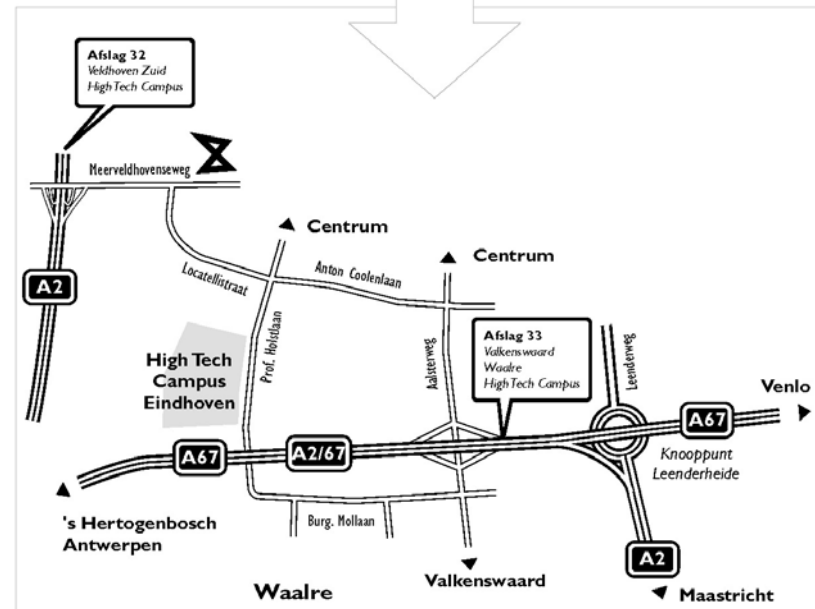 Afslag 32
Veldhoven Zuid
High Tech Campus
Meerveldhovenseweg
Centrum
Centrum
A2
Locatellistraat
Anton Coolenlaan
Prof. Holstlaan
Aalsterweg
Afslag 33
Valkenswaard
Waalre
High Tech Campus
Leenderweg
High Tech
Campus
Eindhoven
Venlo
A67
A67
A2/67
Knooppunt
Leenderheide
's Hertogenbosch
Antwerpen
Burg. Mollaan
A2
Waalre
Valkenswaard
Maastricht